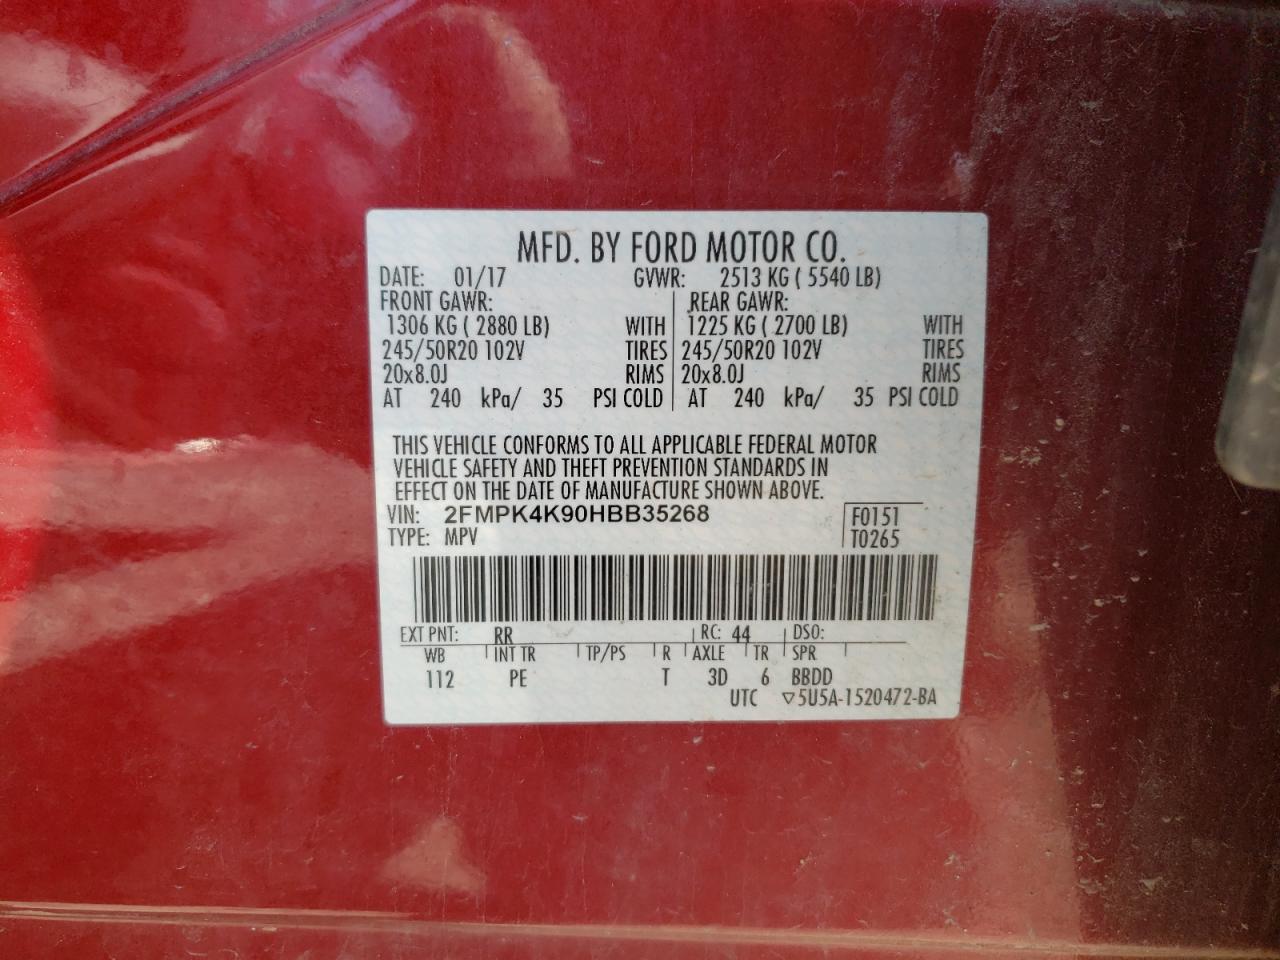 MFD. BY FORD MOTOR CO.
DATE: 01/17 GVWR: 2513 KG ( 5540 LB)
FRONT GAWR: REAR GAWR:
1306 KG ( 2880 LB) WITH 1225 KG ( 2700 LB) WITH
245/50R20 102V TIRES 245/50R20 102V TIRES
20x8.0J RIMS 20x8.0J RIMS
AT 240 kPa/ 35 PSI COLD AT 240 kPa/ 35 PSI COLD
THIS VEHICLE CONFORMS TO ALL APPLICABLE FEDERAL MOTOR
VEHICLE SAFETY AND THEFT PREVENTION STANDARDS IN
EFFECT ON THE DATE OF MANUFACTURE SHOWN ABOVE.
VIN: 2FMPK4K90HBB35268 F0151
TYPE: MPV T0265
EXT PNT: RR RC: 44 DSO:
WB INT TR TP/PS R AXLE TR SPR
112 PE T 3D 6 BBDD
UTC ▽5U5A-1520472-BA